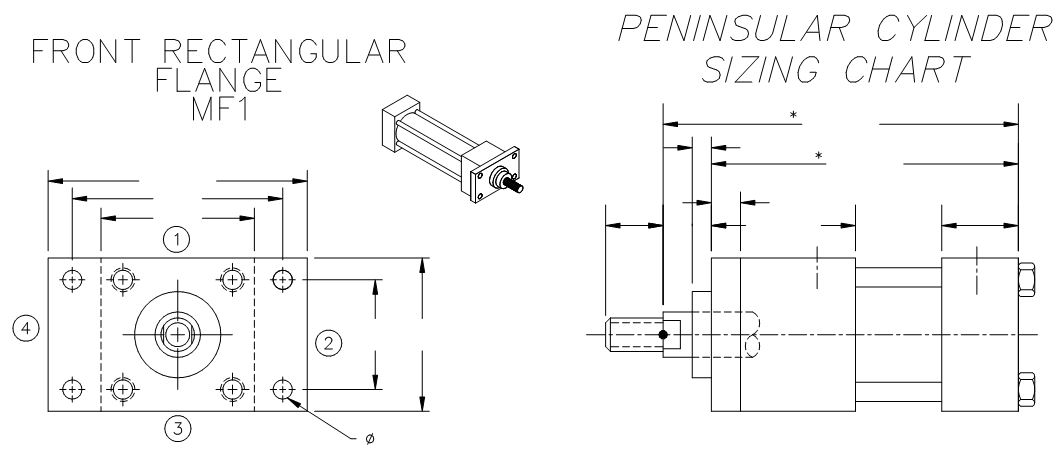 FRONT RECTANGULAR
FLANGE
MF1
PENINSULAR CYLINDER
SIZING CHART
*
*
1
4
2
3
ø